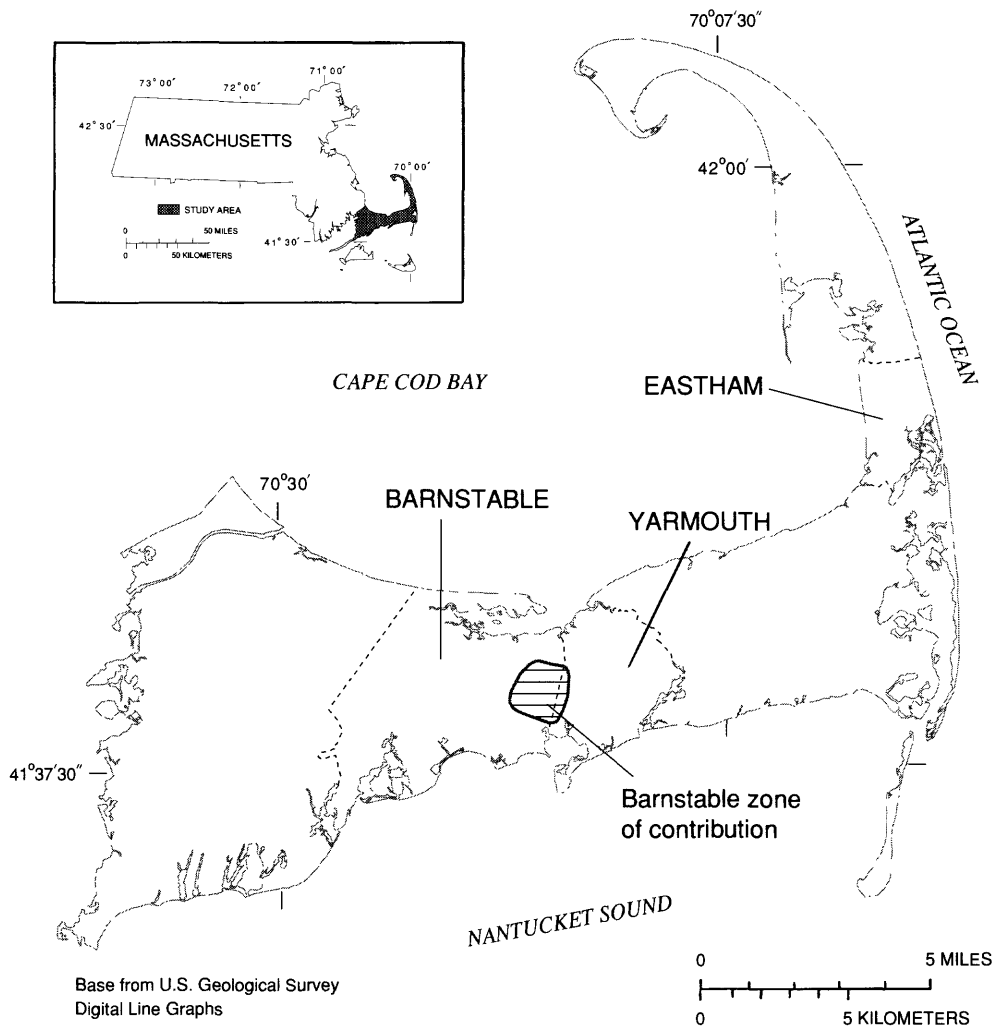 70°07'30"
73°00'
72°00'
71°00'
42°30'
MASSACHUSETTS
70°00'
STUDY AREA
0 50 MILES
0 50 KILOMETERS
41°30'
42°00'
ATLANTIC OCEAN
CAPE COD BAY
EASTHAM
70°30'
BARNSTABLE
YARMOUTH
41°37'30"
Barnstable zone
of contribution
NANTUCKET SOUND
Base from U.S. Geological Survey
Digital Line Graphs
0 5 MILES
0 5 KILOMETERS